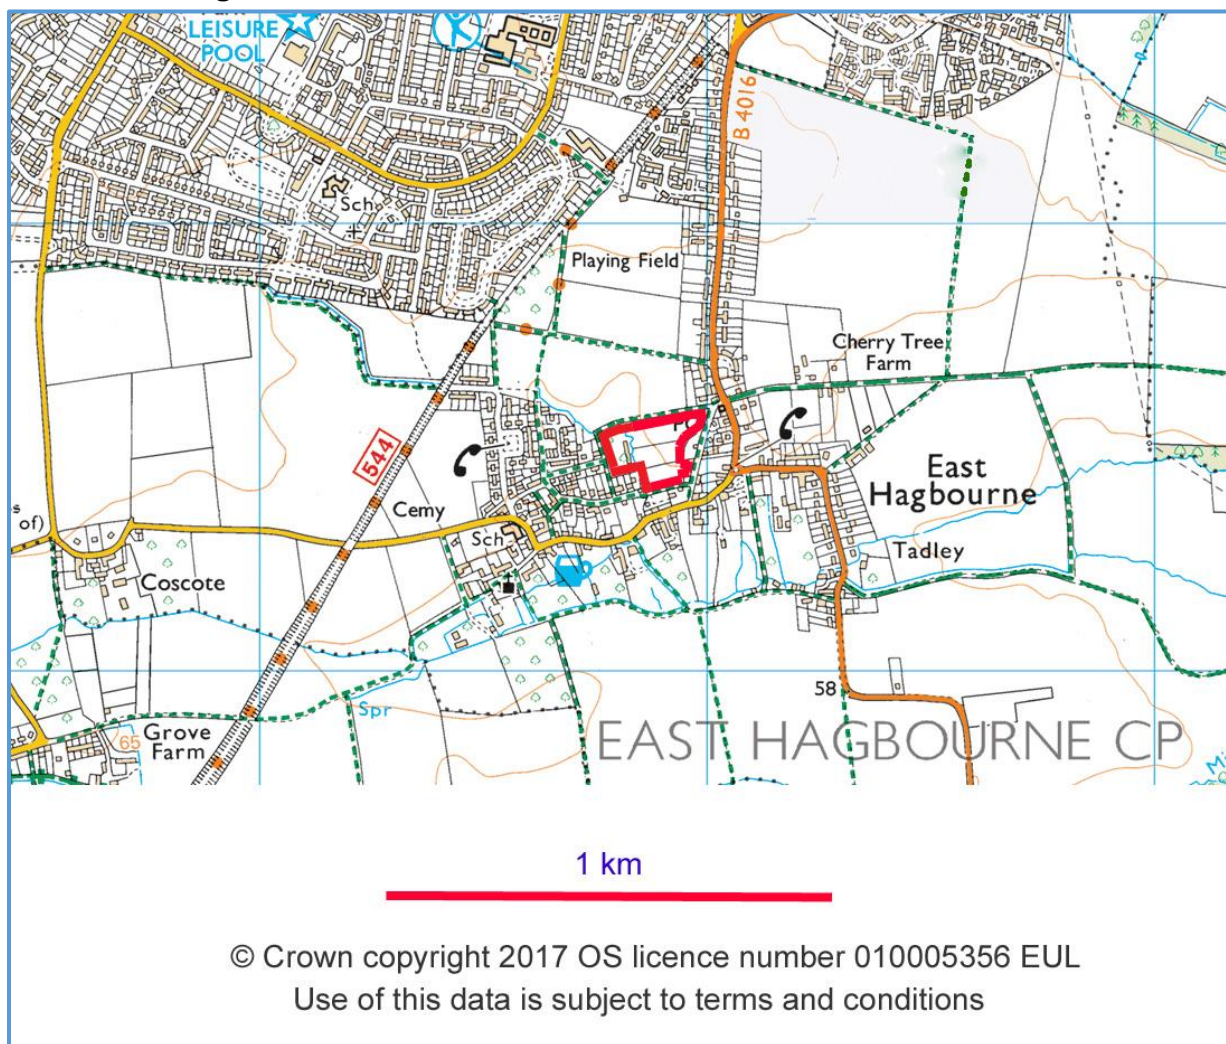 LEISURE
POOL
B 4016
Sch
Playing Field
Cherry Tree
Farm
544
East
Hagbourne
Cemy
of)
Sch
Tadley
Coscote
58
Spr
EAST HAGBOURNE CP
65
Grove
Farm
1 km
© Crown copyright 2017 OS licence number 010005356 EUL
Use of this data is subject to terms and conditions